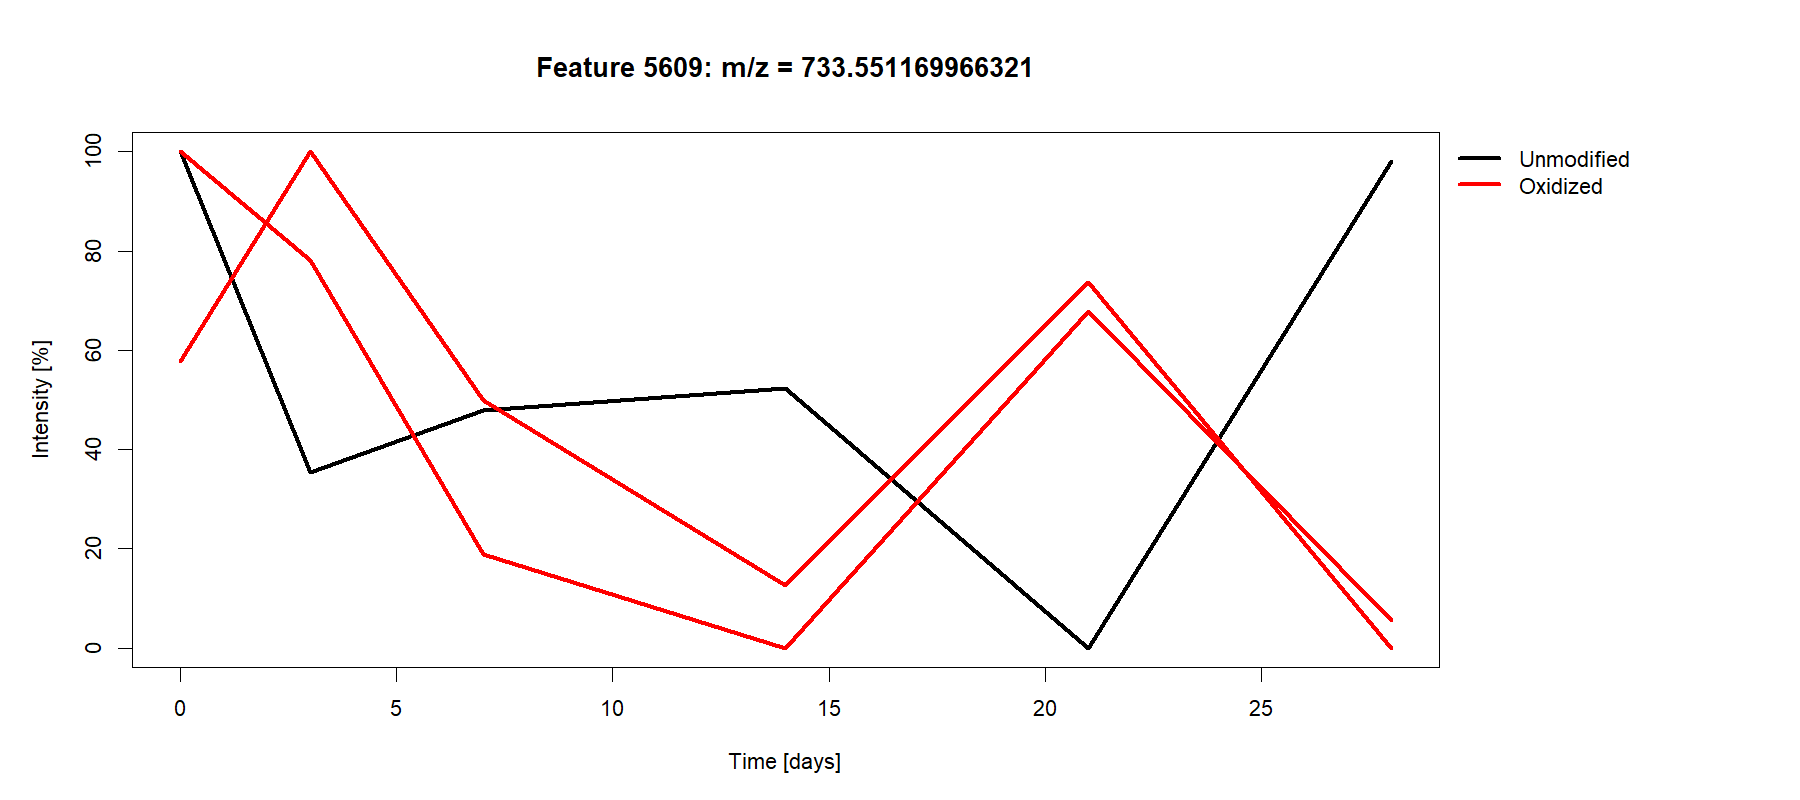 Feature 5609: m/z = 733.551169966321
Unmodified
Oxidized
Intensity [%]
100
80
60
40
20
0
0 5 10 15 20 25
Time [days]